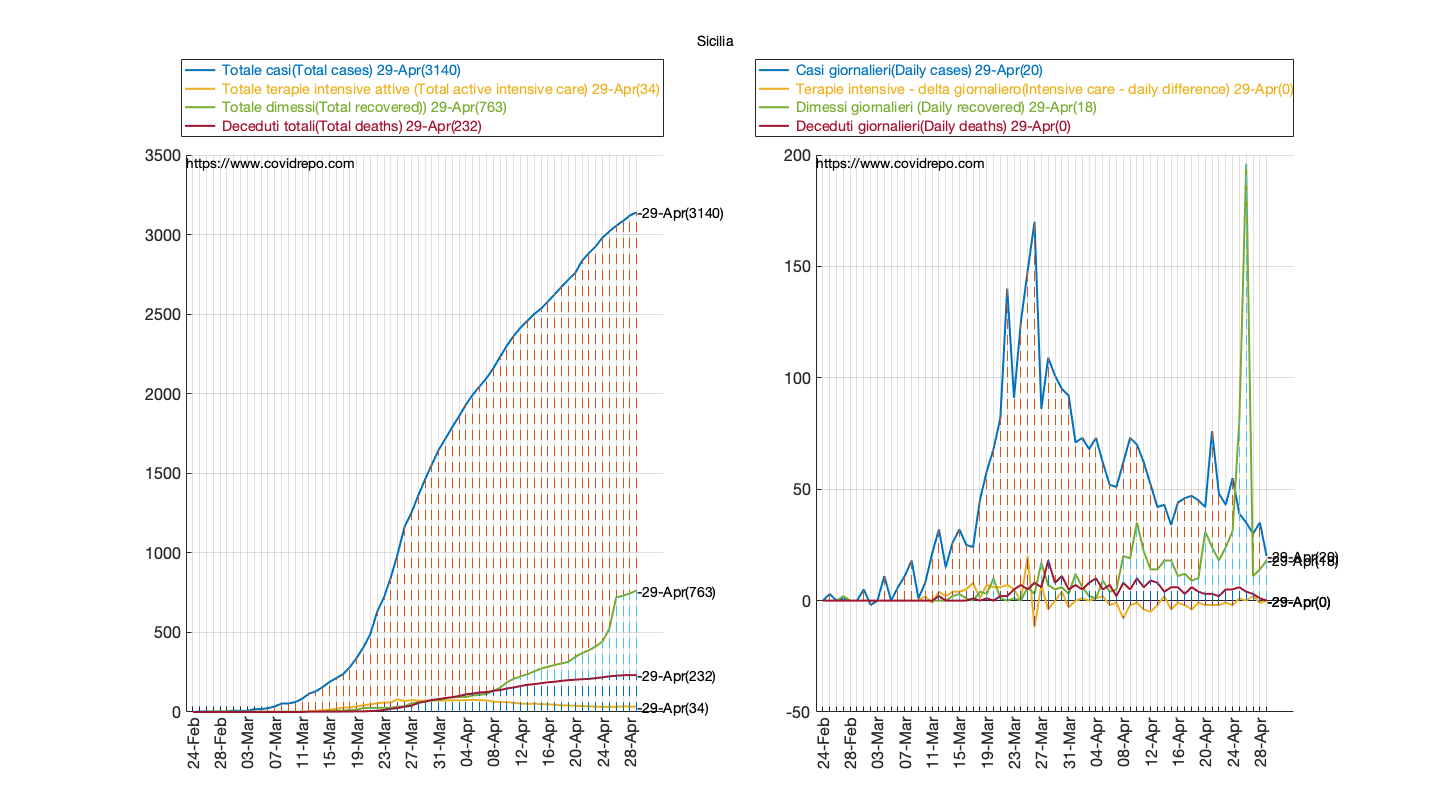 Sicilia
Totale casi(Total cases) 29-Apr(3140)
Totale terapie intensive attive (Total active intensive care) 29-Apr(34)
Totale dimessi(Total recovered)) 29-Apr(763)
Deceduti totali(Total deaths) 29-Apr(232)
3500
https://www.covidrepo.com
3000
2500
2000
1500
1000
500
0
-29-Apr(3140)
-29-Apr(763)
-29-Apr(232)
-29-Apr(34)
24-Feb
28-Feb
03-Mar
07-Mar
11-Mar
15-Mar
19-Mar
23-Mar
27-Mar
31-Mar
04-Apr
08-Apr
12-Apr
16-Apr
20-Apr
24-Apr
28-Apr
Casi giornalieri(Daily cases) 29-Apr(20)
Terapie intensive - delta giornaliero(Intensive care - daily difference) 29-Apr(0)
Dimessi giornalieri (Daily recovered) 29-Apr(18)
Deceduti giornalieri(Daily deaths) 29-Apr(0)
200
https://www.covidrepo.com
150
100
50
0
-50
-29-Apr(20)
-29-Apr(18)
-29-Apr(0)
24-Feb
28-Feb
03-Mar
07-Mar
11-Mar
15-Mar
19-Mar
23-Mar
27-Mar
31-Mar
04-Apr
08-Apr
12-Apr
16-Apr
20-Apr
24-Apr
28-Apr